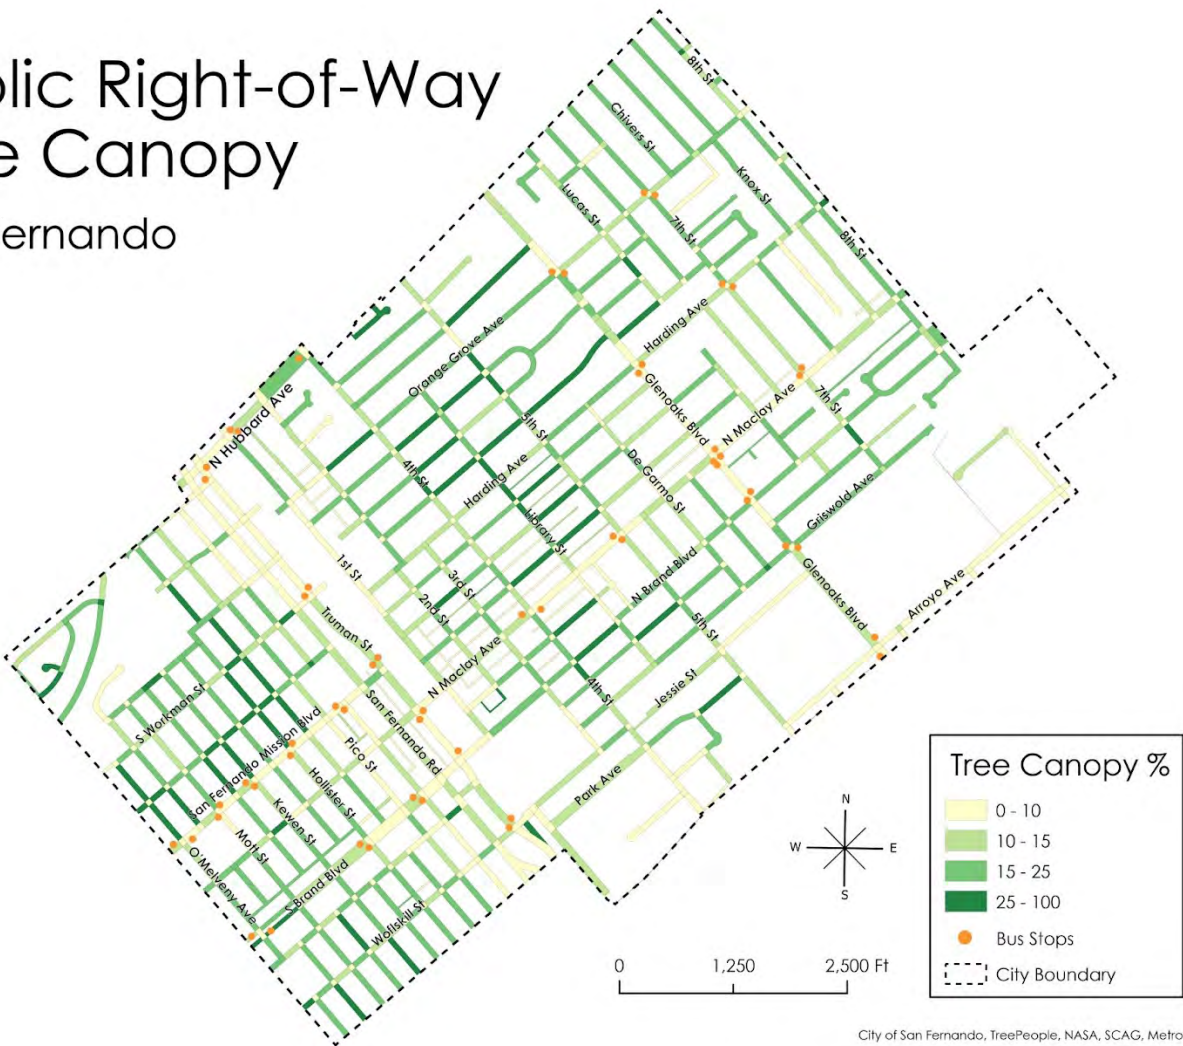 lic Right-of-Way
e Canopy
ernando
8th St
Chivers St
Knox St
Lucas St
7th St
8th St
Harding Ave
Orange Grove Ave
N Hubbard Ave
Glenoaks Blvd
N Maclay Ave
7th St
5th St
4th St
Harding Ave
De Garmo St
Griswold Ave
Library St
1st St
3rd St
2nd St
N Brand Blvd
Glenoaks Blvd
Arroyo Ave
Truman St
5th St
N Maclay Ave
4th St
Jessie St
S Workman St
San Fernando Mission Blvd
San Fernando Rd
Pico St
Park Ave
Hollister St
Kewen St
Mott St
O'Melveny Ave
S Brand Blvd
Wolfskill St
N
W
E
S
0
1,250
2,500 Ft
Tree Canopy %
0 - 10
10 - 15
15 - 25
25 - 100
Bus Stops
City Boundary
City of San Fernando, TreePeople, NASA, SCAG, Metro